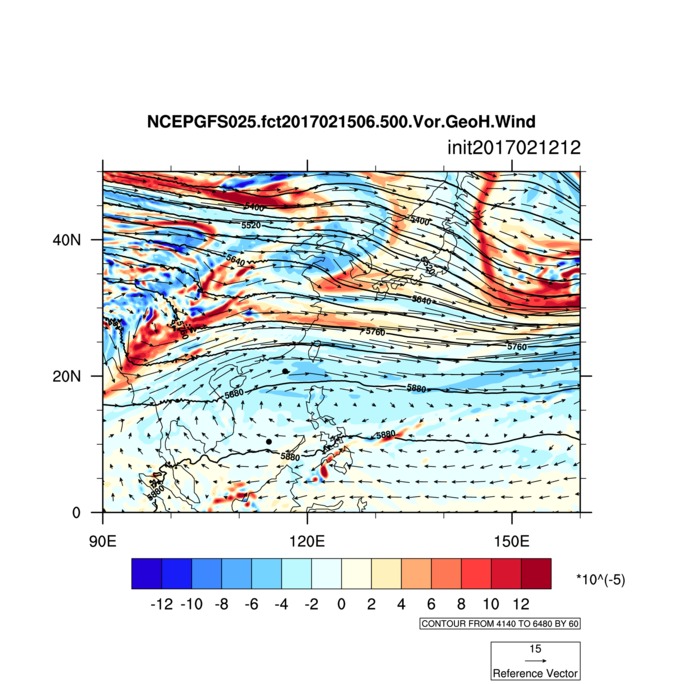 NCEPGFS025.fct2017021506.500.Vor.GeoH.Wind
init2017021212
40N
20N
0
90E 120E 150E
5400
5400
5520
5640
5640
5760
5760
5880
5880
5880
5880
5880
-12 -10 -8 -6 -4 -2 0 2 4 6 8 10 12
*10^(-5)
CONTOUR FROM 4140 TO 6480 BY 60
15
Reference Vector